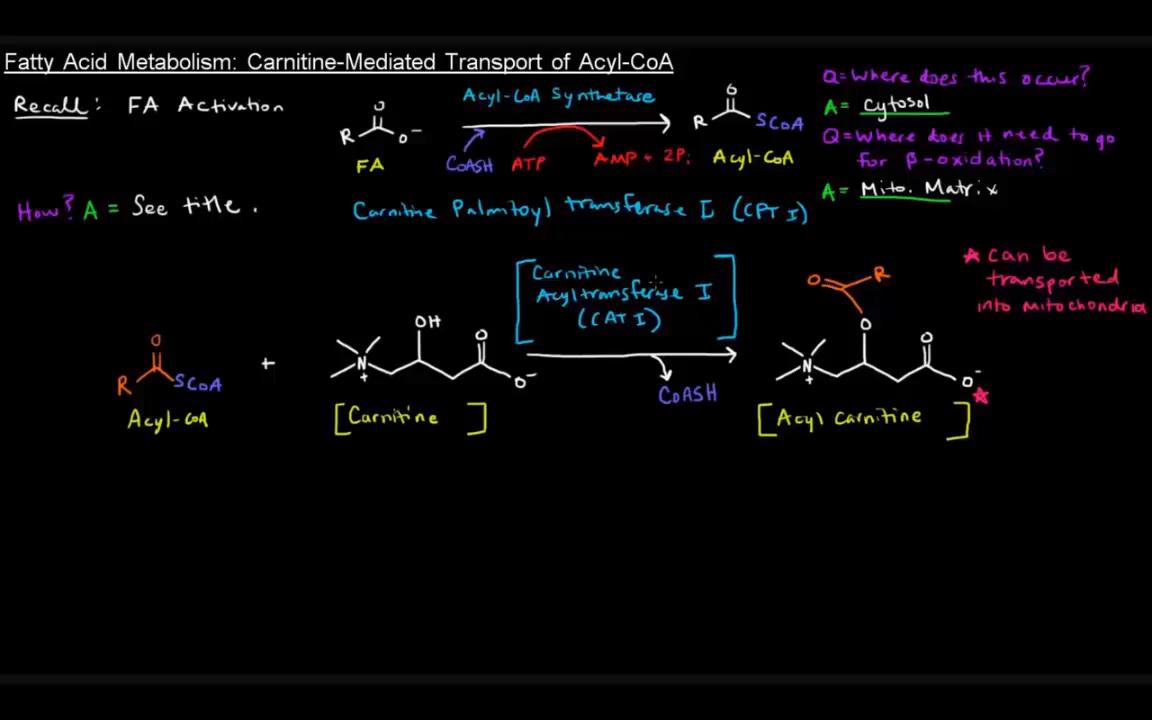 Fatty Acid Metabolism: Carnitine-Mediated Transport of Acyl-CoA
Recall: FA Activation
R
O
O⁻
FA
Acyl-CoA Synthetase
CoASH
ATP
AMP + 2Pi
R
O
SCoA
Acyl-CoA
Q=Where does this occur?
A= Cytosol
Q=Where does it need to go
for β-oxidation?
A= Mito. Matrix
How? A = See title.
Carnitine Palmitoyl transferase I (CPT I)
[Carnitine
Acyltransferase I
(CAT I)]
* can be
transported
into mitochondria
O
R
SCoA
Acyl-CoA
+
OH
O
N
+
O⁻
[Carnitine]
CoASH
O
R
O
O
N
+
O⁻
*
[Acyl carnitine]